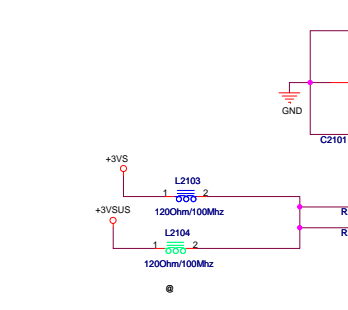 GND
C2101
+3VS
L2103
1 2
120Ohm/100Mhz
R
+3VSUS
L2104
1 2
R
120Ohm/100Mhz
@